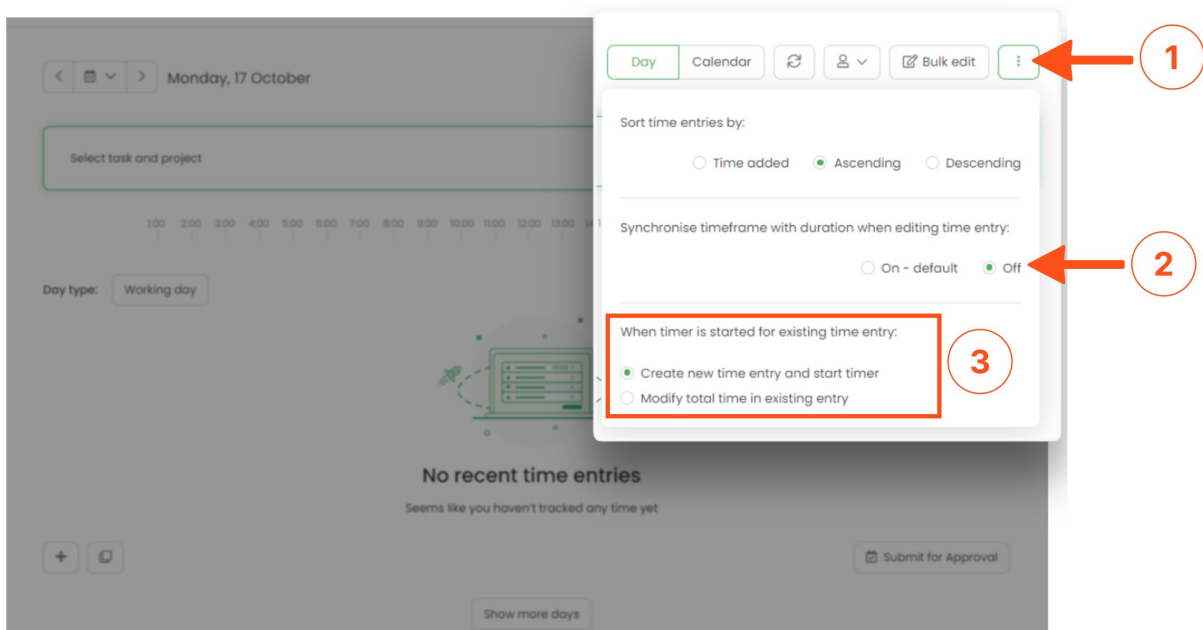 Monday, 17 October
Day Calendar Bulk edit
1
Select task and project
Sort time entries by:
Time added Ascending Descending
1:00 2:00 3:00 4:00 5:00 6:00 7:00 8:00 9:00 10:00 11:00 12:00 13:00
Synchronise timeframe with duration when editing time entry:
On - default Off
2
Day type: Working day
When timer is started for existing time entry:
Create new time entry and start timer
Modify total time in existing entry
3
No recent time entries
Seems like you haven't tracked any time yet
Submit for Approval
Show more days